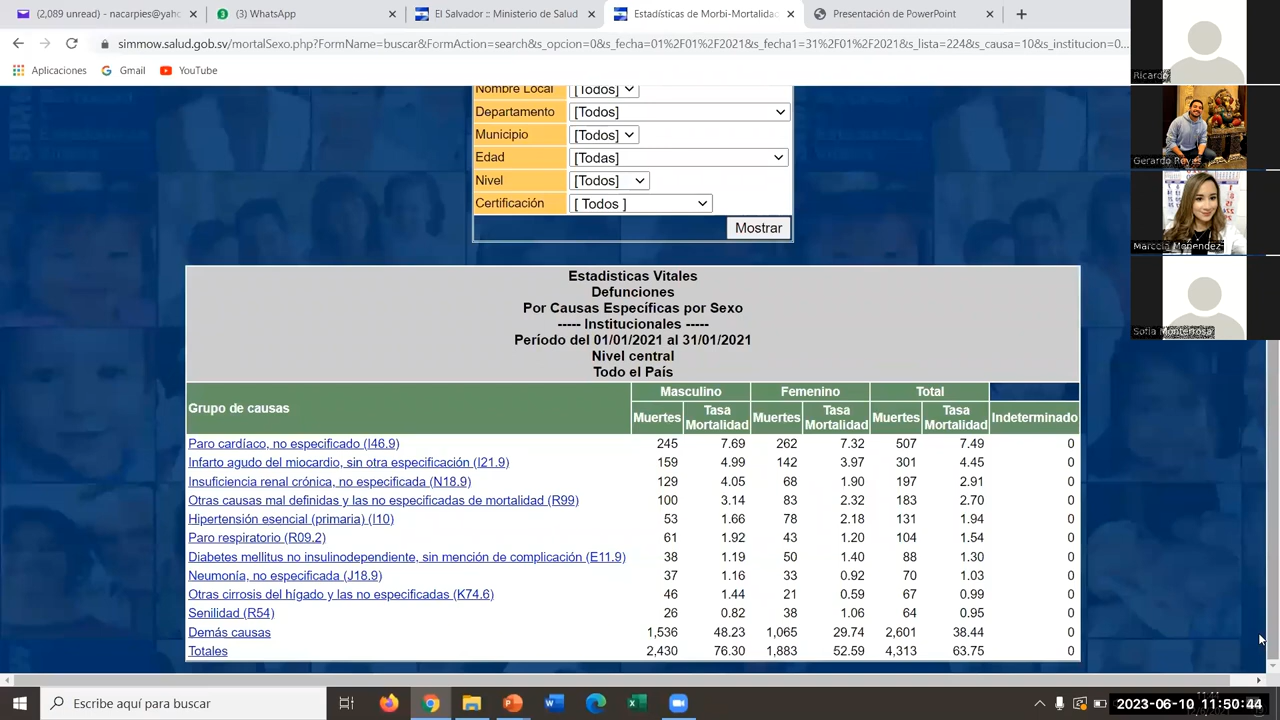 (2,089 unread) - nacarpies@yahc
(3) WhatsApp
El Salvador :: Ministerio de Salud
Estadísticas de Morbi-Mortalidad
Presentación de PowerPoint
simmow.salud.gob.sv/mortalSexo.php?FormName=buscar&FormAction=search&s_opcion=0&s_fecha=01%2F01%2F2021&s_fecha1=31%2F01%2F2021&s_lista=224&s_causa=10&s_institucion=0...
Aplicaciones Gmail YouTube
Ricardo
Gerardo Reyes
Marcela Menendez
Sofia Monterrosa
Nombre Local [Todos]
Departamento [Todos]
Municipio [Todos]
Edad [Todas]
Nivel [Todos]
Certificación [ Todos ]
Mostrar
Estadisticas Vitales
Defunciones
Por Causas Específicas por Sexo
----- Institucionales -----
Período del 01/01/2021 al 31/01/2021
Nivel central
Todo el País
Grupo de causas Masculino Femenino Total
Muertes Tasa Mortalidad Muertes Tasa Mortalidad Muertes Tasa Mortalidad Indeterminado
Paro cardíaco, no especificado (I46.9) 245 7.69 262 7.32 507 7.49 0
Infarto agudo del miocardio, sin otra especificación (I21.9) 159 4.99 142 3.97 301 4.45 0
Insuficiencia renal crónica, no especificada (N18.9) 129 4.05 68 1.90 197 2.91 0
Otras causas mal definidas y las no especificadas de mortalidad (R99) 100 3.14 83 2.32 183 2.70 0
Hipertensión esencial (primaria) (I10) 53 1.66 78 2.18 131 1.94 0
Paro respiratorio (R09.2) 61 1.92 43 1.20 104 1.54 0
Diabetes mellitus no insulinodependiente, sin mención de complicación (E11.9) 38 1.19 50 1.40 88 1.30 0
Neumonía, no especificada (J18.9) 37 1.16 33 0.92 70 1.03 0
Otras cirrosis del hígado y las no especificadas (K74.6) 46 1.44 21 0.59 67 0.99 0
Senilidad (R54) 26 0.82 38 1.06 64 0.95 0
Demás causas 1,536 48.23 1,065 29.74 2,601 38.44 0
Totales 2,430 76.30 1,883 52.59 4,313 63.75 0
Escribe aquí para buscar
2023-06-10 11:50:44